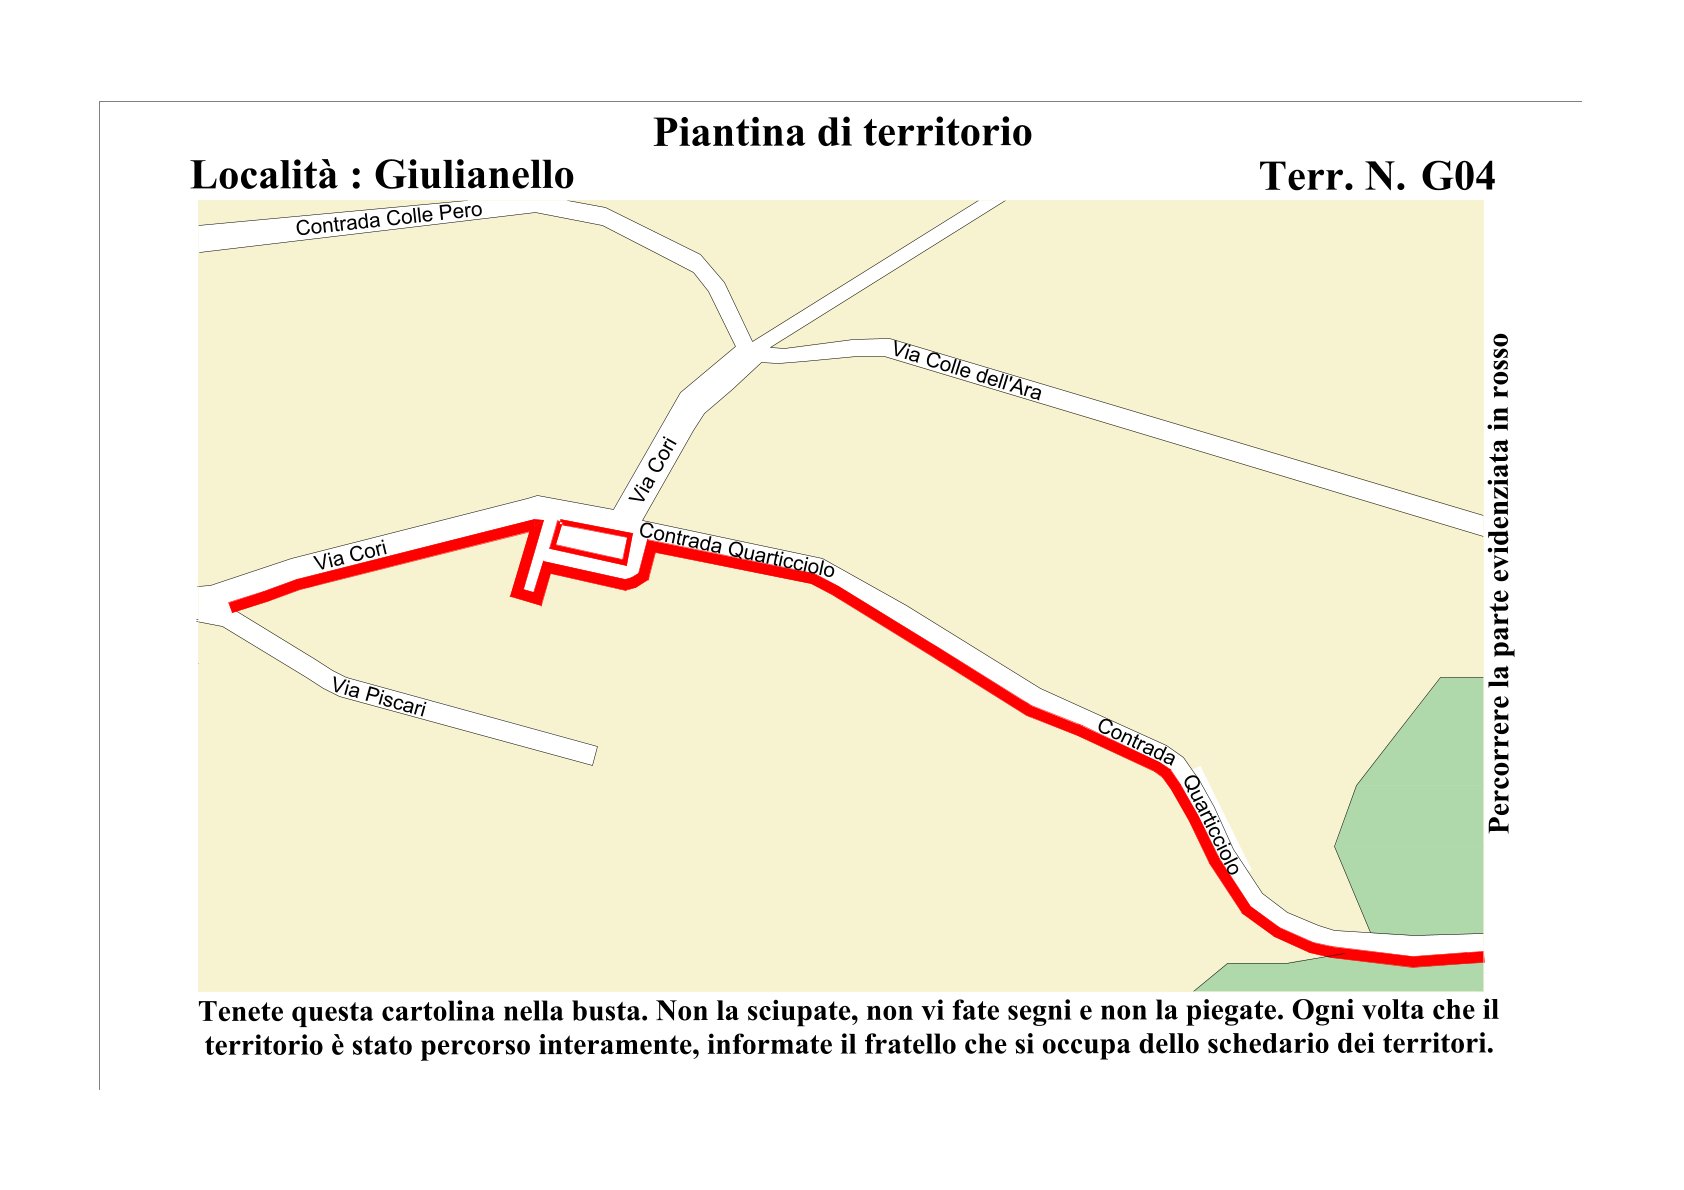 Piantina di territorio
Località : Giulianello
Terr. N. G04
Contrada Colle Pero
Via Colle dell'Ara
Via Cori
Contrada Quarticciolo
Via Cori
Via Piscari
Contrada Quarticciolo
Percorrere la parte evidenziata in rosso
Tenete questa cartolina nella busta. Non la sciupate, non vi fate segni e non la piegate. Ogni volta che il
territorio è stato percorso interamente, informate il fratello che si occupa dello schedario dei territori.